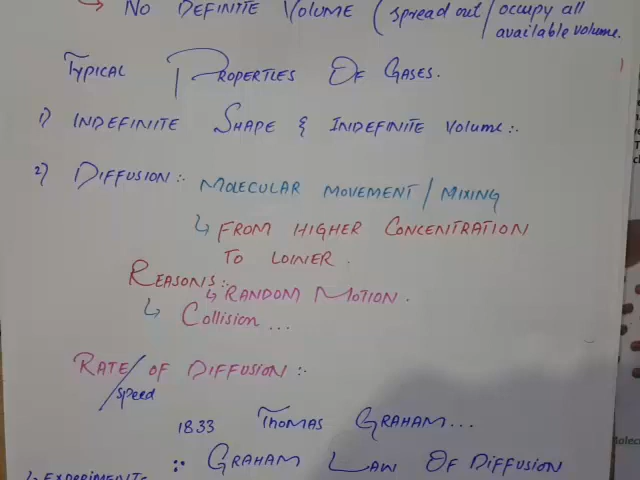 ↳ NO DEFINITE VOLUME (spread out / occupy all available volume.
TYPICAL PROPERTIES OF GASES.
1) INDEFINITE SHAPE & INDEFINITE Volume:.
2) DIFFUSION:. MOLECULAR MOVEMENT / MIXING
↳ FROM HIGHER CONCENTRATION
TO LOINER.
REASONS:.
↳ RANDOM MOTION.
↳ Collision...
RATE / OF DIFFUSION:.
speed
1833 THOMAS GRAHAM...
:. GRAHAM LAW OF DIFFUSION
↳ EXPERIMENTS